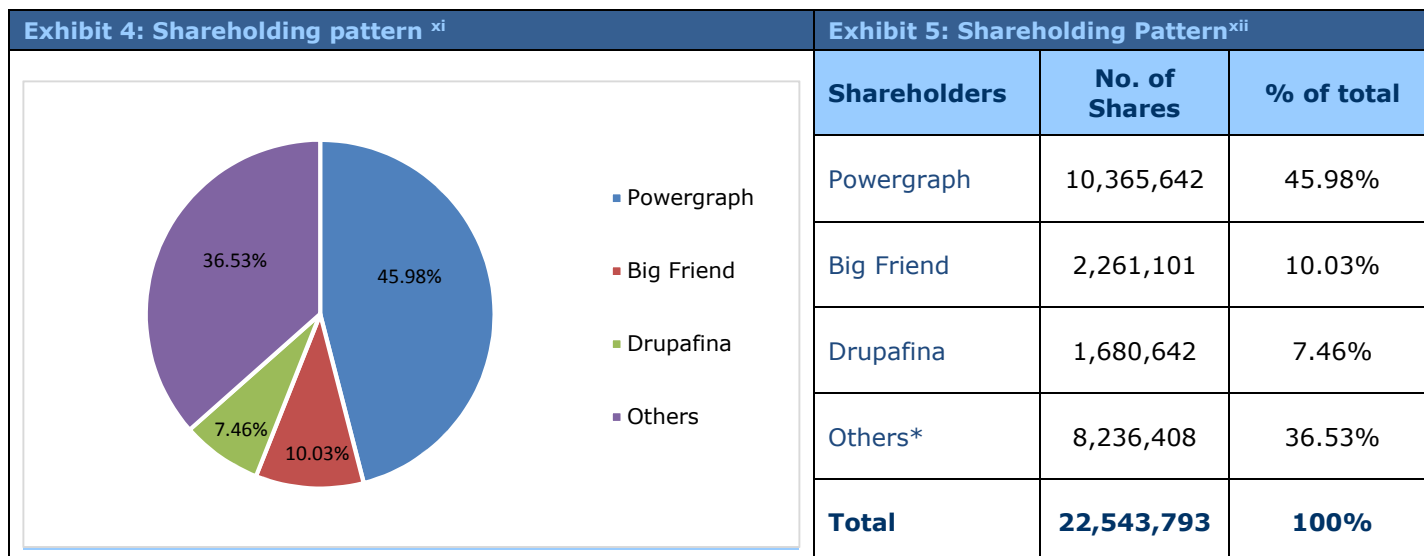 Exhibit 4: Shareholding pattern xi
45.98%
10.03%
7.46%
36.53%
Powergraph
Big Friend
Drupafina
Others
Exhibit 5: Shareholding Patternxii
Shareholders No. of Shares % of total
Powergraph 10,365,642 45.98%
Big Friend 2,261,101 10.03%
Drupafina 1,680,642 7.46%
Others* 8,236,408 36.53%
Total 22,543,793 100%